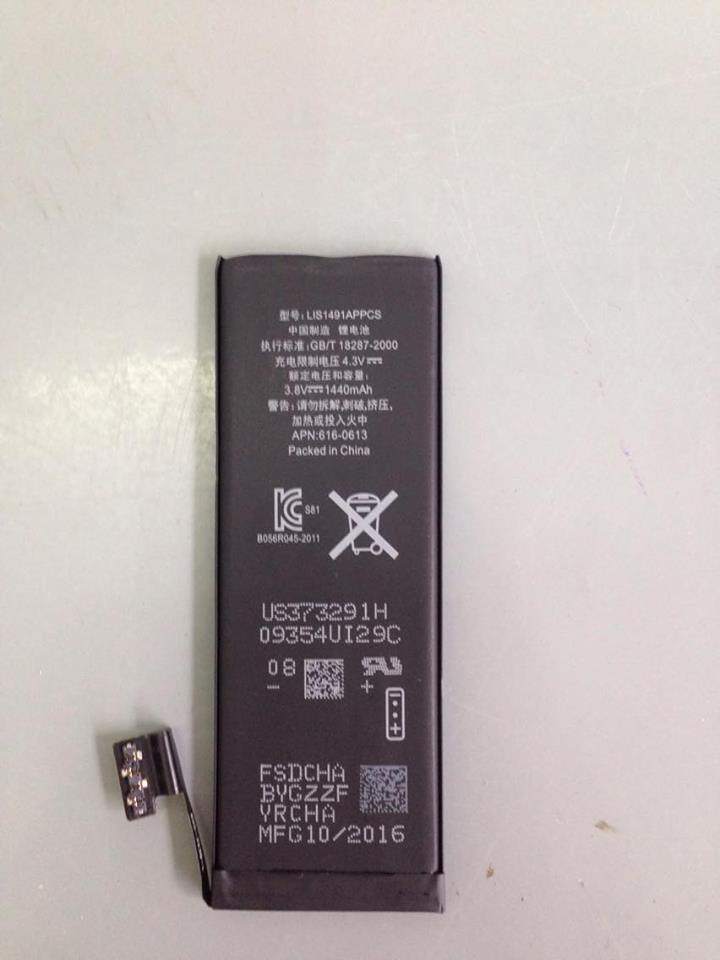 型号: LIS1491APPCS
中国制造 锂电池
执行标准:GB/T 18287-2000
充电限制电压 4.3V
额定电压和容量:
3.8V 1440mAh
警告:请勿拆解,刺破,挤压,
加热或投入火中
APN:616-0613
Packed in China
S81
B056R045-2011
US373291H
09354UI29C
08
- +
FSDCHA
BYGZZF
YRCHA
MFG10/2016